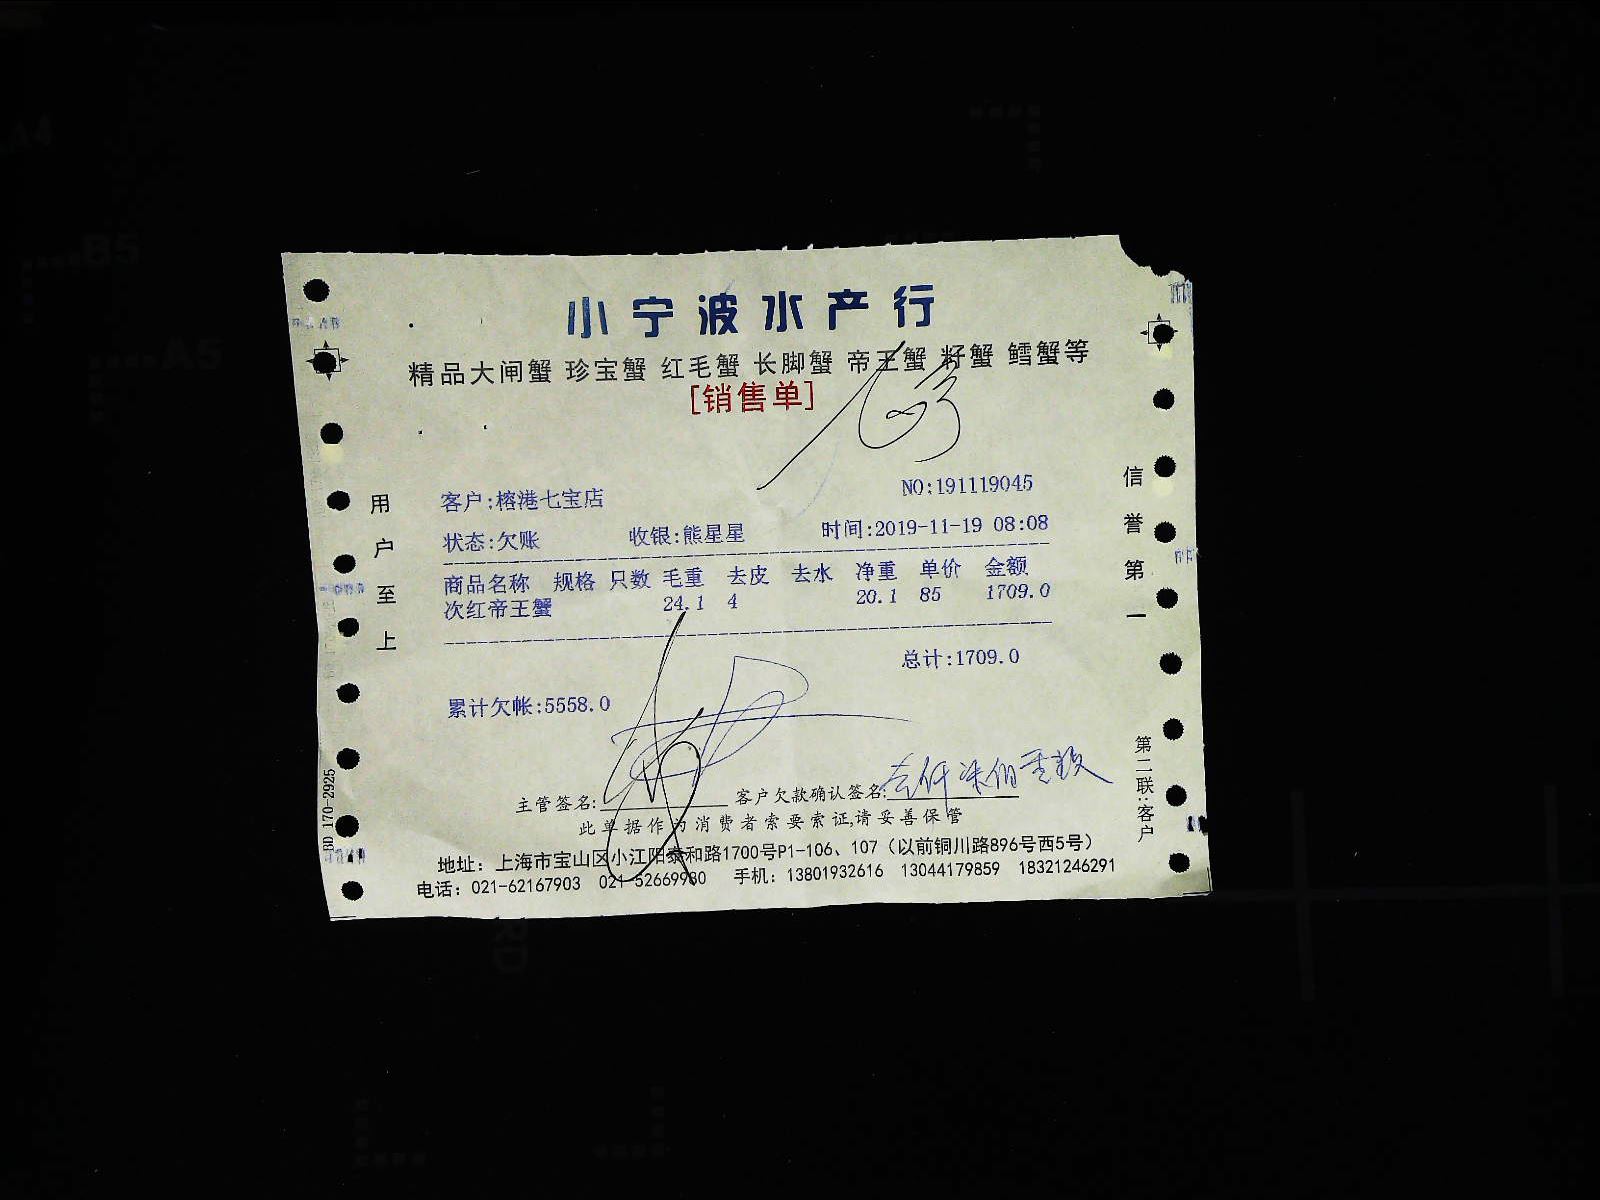 小宁波水产行
精品大闸蟹 珍宝蟹 红毛蟹 长脚蟹 帝王蟹 籽蟹 鳕蟹等
[销售单]
客户:榕港七宝店 NO:191119045
状态:欠账 收银:熊星星 时间:2019-11-19 08:08
商品名称 规格 只数 毛重 去皮 去水 净重 单价 金额
次红帝王蟹 24.1 4 20.1 85 1709.0
总计:1709.0
累计欠帐:5558.0
主管签名: 客户欠款确认签名:
此单据作为消费者索要索证,请妥善保管
地址：上海市宝山区小江阳泰和路1700号P1-106、107（以前铜川路896号西5号）
电话：021-62167903 021-52669980 手机：13801932616 13044179859 18321246291
用户至上
信誉第一
第二联:客户
BD 170-2925
A4
B5
A5